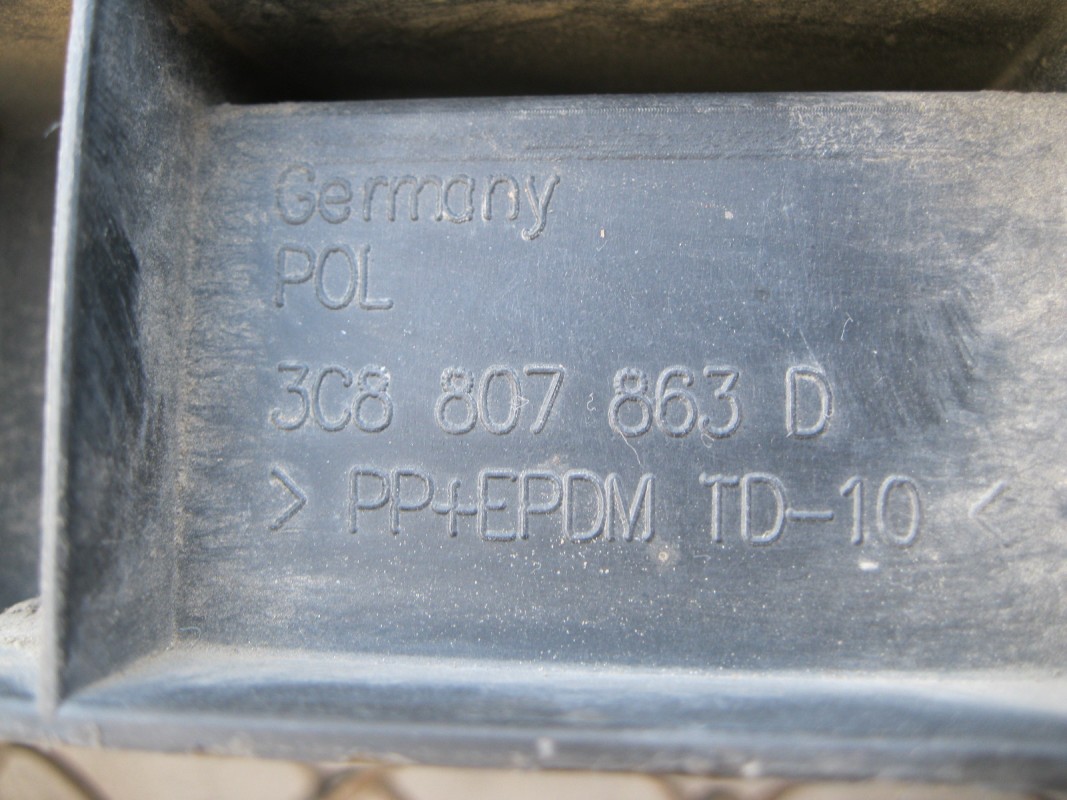 Germany
POL
3C8 807 863 D
> PP+EPDM TD-10 <